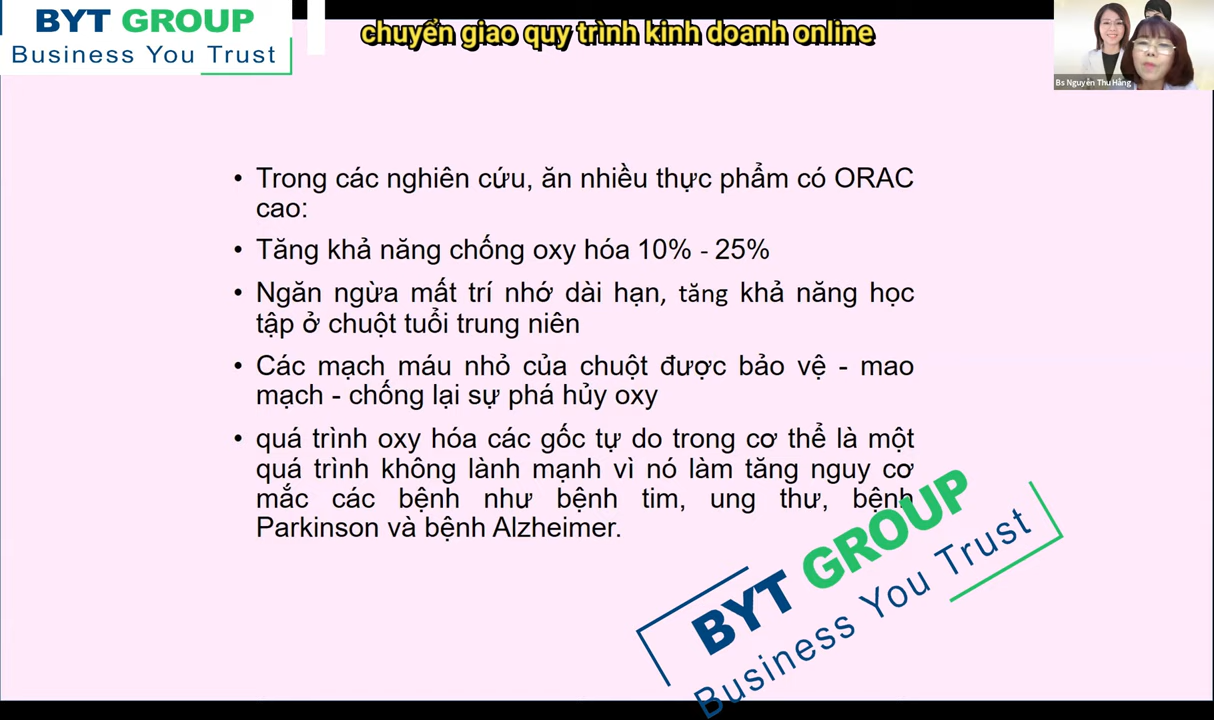 BYT GROUP
Business You Trust
chuyển giao quy trình kinh doanh online
Bs Nguyễn Thu Hằng
• Trong các nghiên cứu, ăn nhiều thực phẩm có ORAC
cao:
• Tăng khả năng chống oxy hóa 10% - 25%
• Ngăn ngừa mất trí nhớ dài hạn, tăng khả năng học
tập ở chuột tuổi trung niên
• Các mạch máu nhỏ của chuột được bảo vệ - mao
mạch - chống lại sự phá hủy oxy
• quá trình oxy hóa các gốc tự do trong cơ thể là một
quá trình không lành mạnh vì nó làm tăng nguy cơ
mắc các bệnh như bệnh tim, ung thư, bệnh
Parkinson và bệnh Alzheimer.
BYT GROUP
Business You Trust